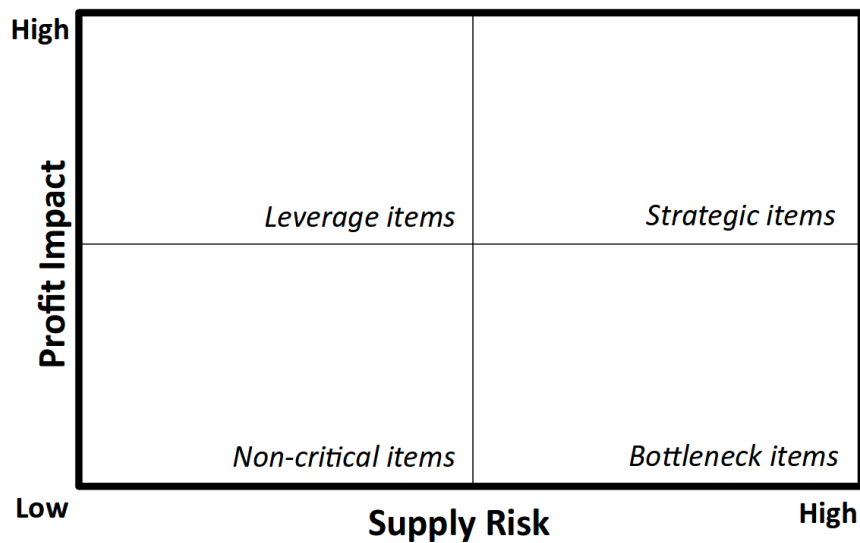 High
Profit Impact
Leverage items
Strategic items
Non-critical items
Bottleneck items
Low
Supply Risk
High